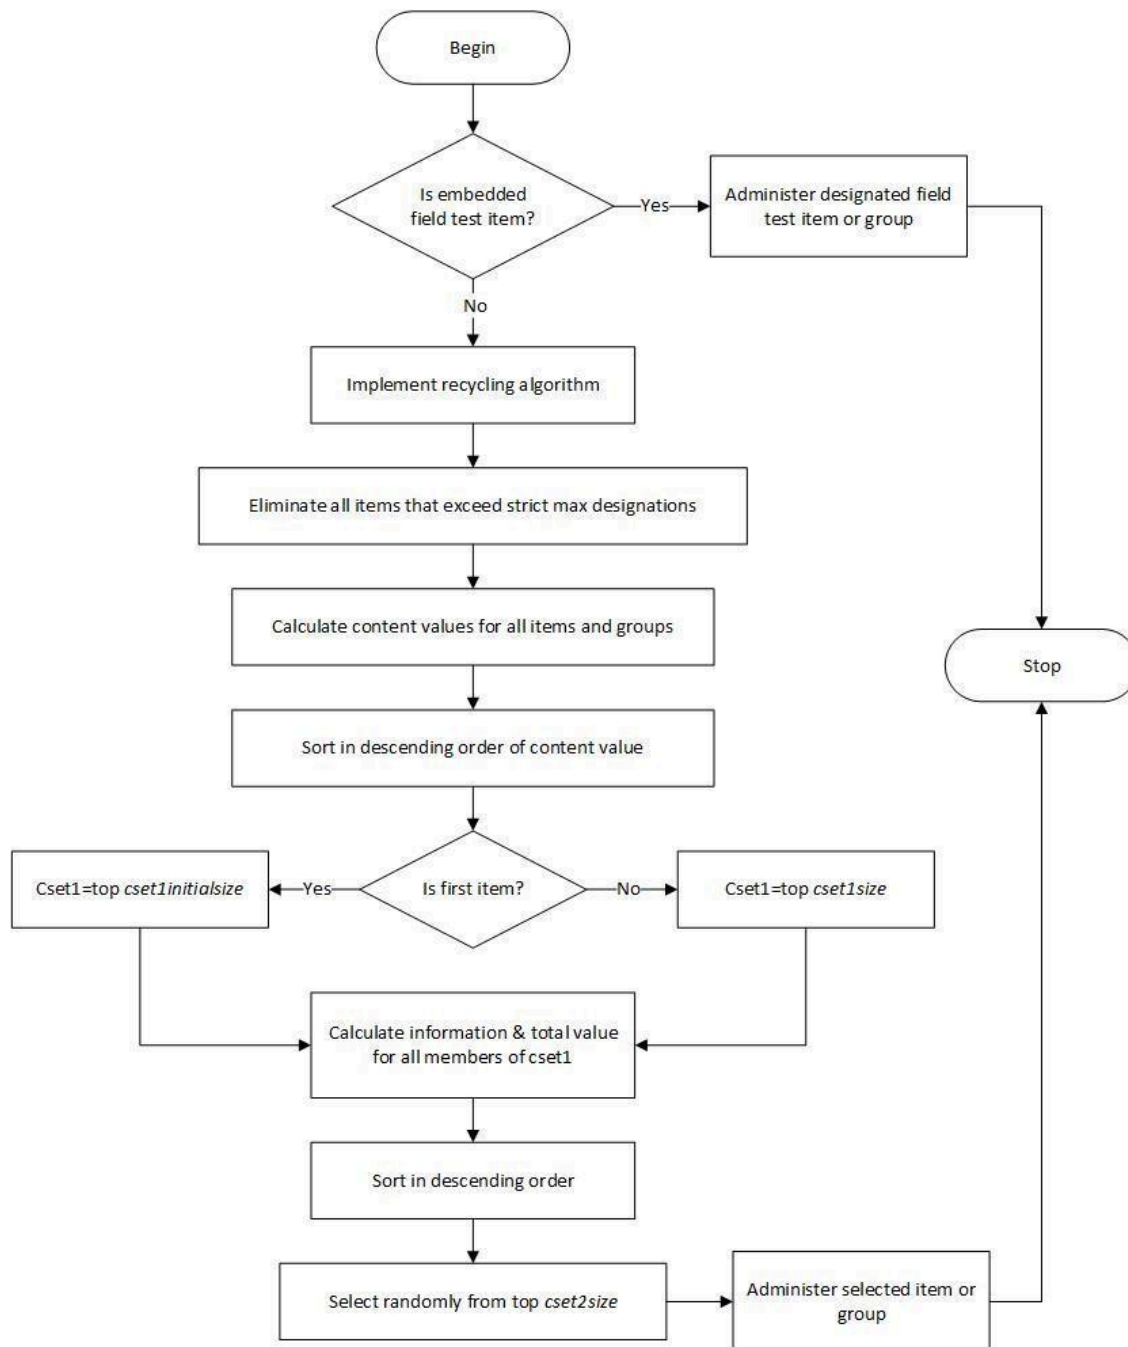 Begin
Is embedded
field test item?
Yes
Administer designated field
test item or group
No
Implement recycling algorithm
Eliminate all items that exceed strict max designations
Calculate content values for all items and groups
Stop
Sort in descending order of content value
Cset1=top cset1initialsize
Yes
Is first item?
No
Cset1=top cset1size
Calculate information & total value
for all members of cset1
Sort in descending order
Select randomly from top cset2size
Administer selected item or
group